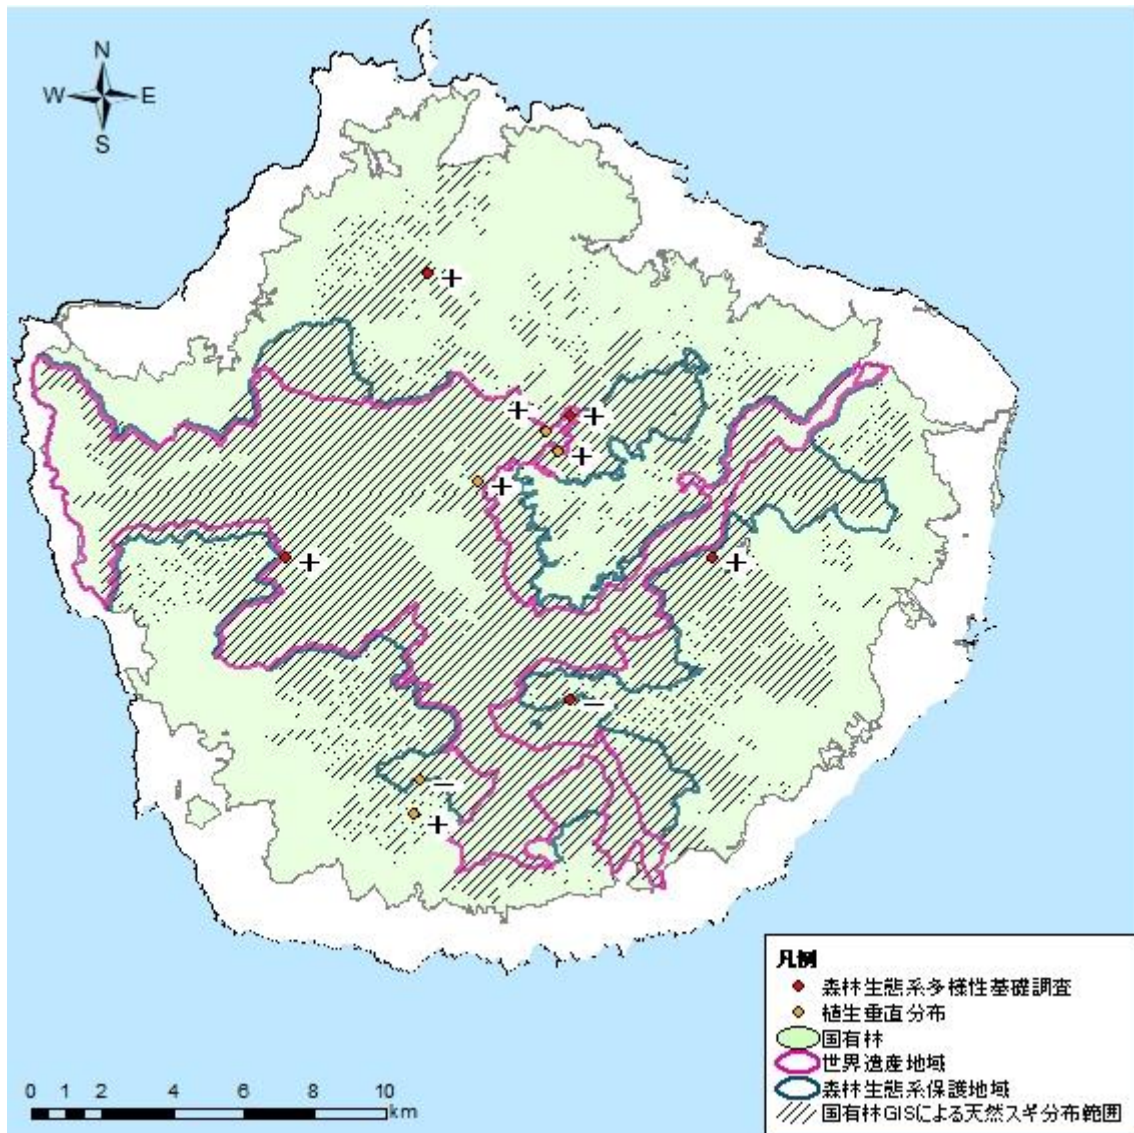 N
W E
S
+
+
+
+
+
+
+
−
−
+
凡例
森林生態系多様性基礎調査
植生垂直分布
国有林
世界遺産地域
森林生態系保護地域
国有林GISによる天然スギ分布範囲
0 1 2 4 6 8 10
km